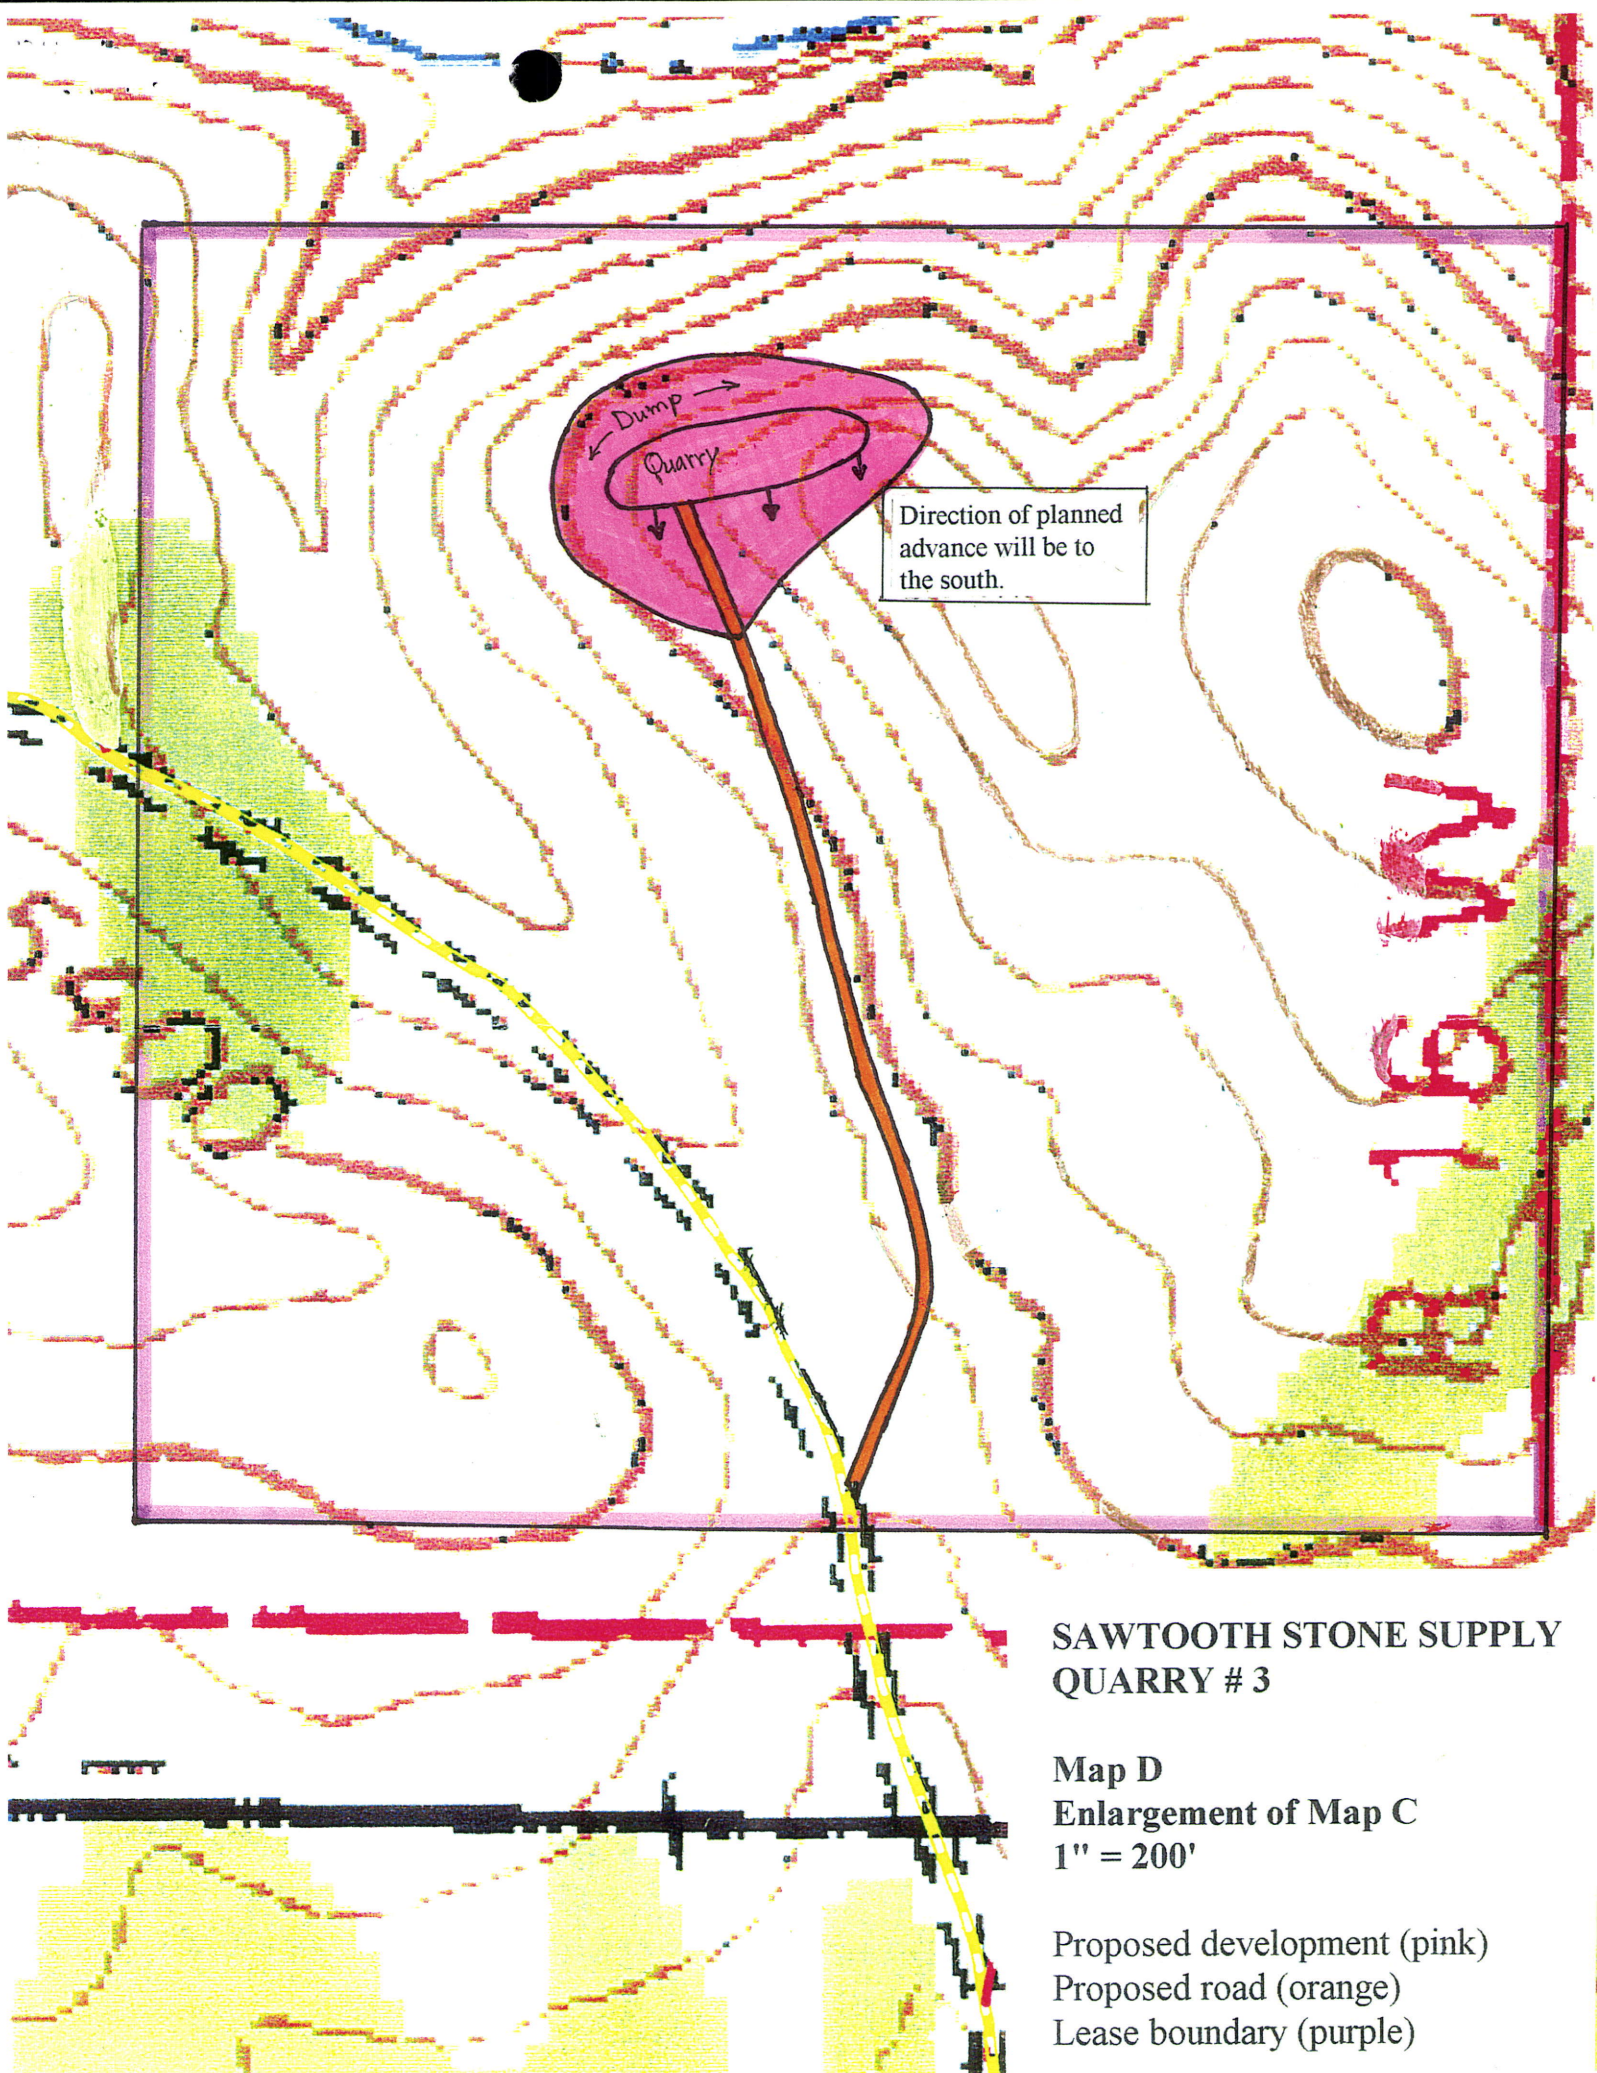 Dump
Quarry
Direction of planned
advance will be to
the south.
R 16 W
SAWTOOTH STONE SUPPLY
QUARRY # 3
Map D
Enlargement of Map C
1" = 200'
Proposed development (pink)
Proposed road (orange)
Lease boundary (purple)